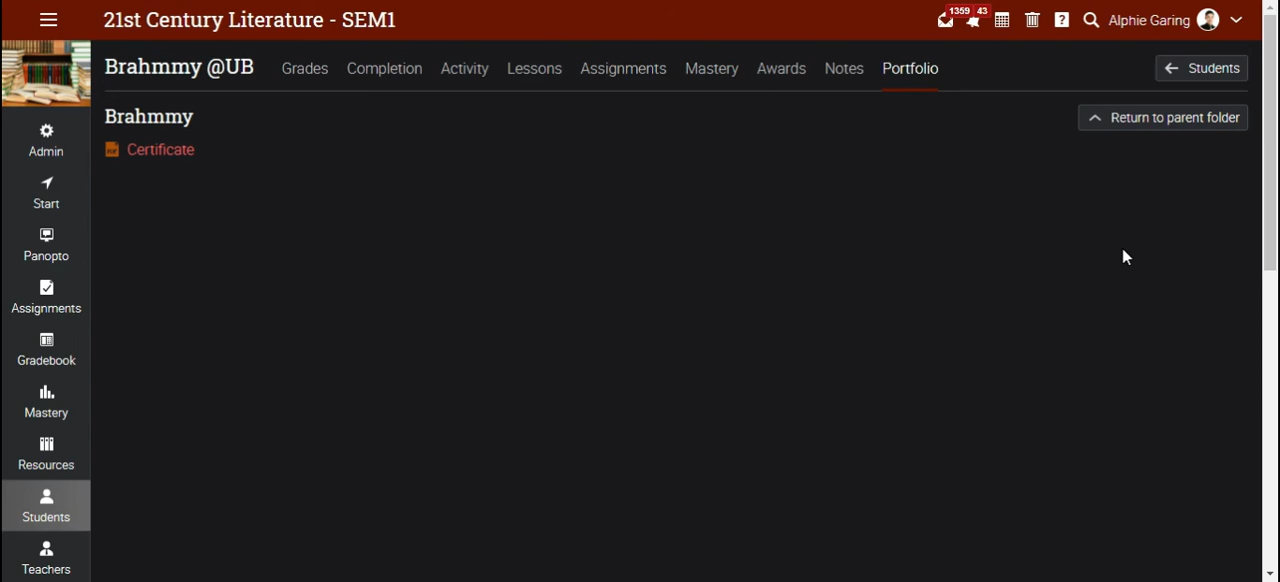 21st Century Literature - SEM1
1359 43
? Alphie Garing
Brahmmy @UB Grades Completion Activity Lessons Assignments Mastery Awards Notes Portfolio Students
Brahmmy Return to parent folder
PDF Certificate
Admin
Start
Panopto
Assignments
Gradebook
Mastery
Resources
Students
Teachers